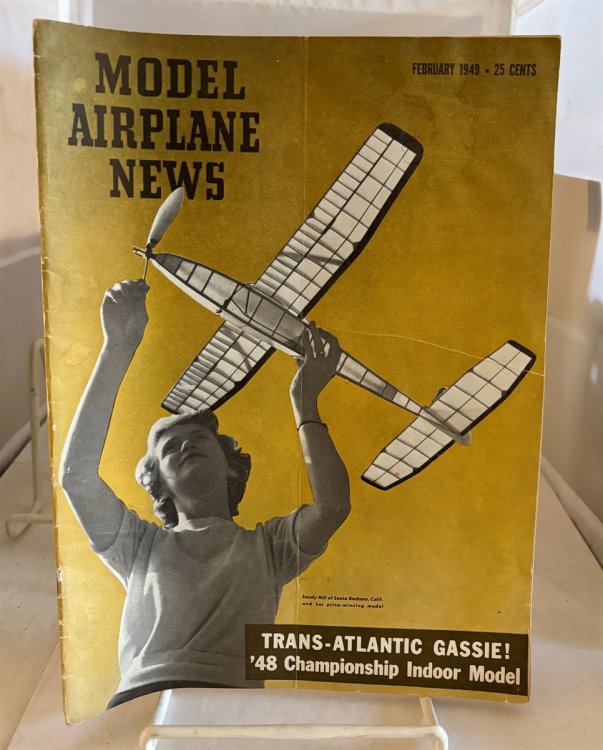 MODEL
AIRPLANE
NEWS
FEBRUARY 1949 • 25 CENTS
Sandy Hill of Santa Barbara, Calif.
and her prize-winning model
TRANS-ATLANTIC GASSIE!
'48 Championship Indoor Model